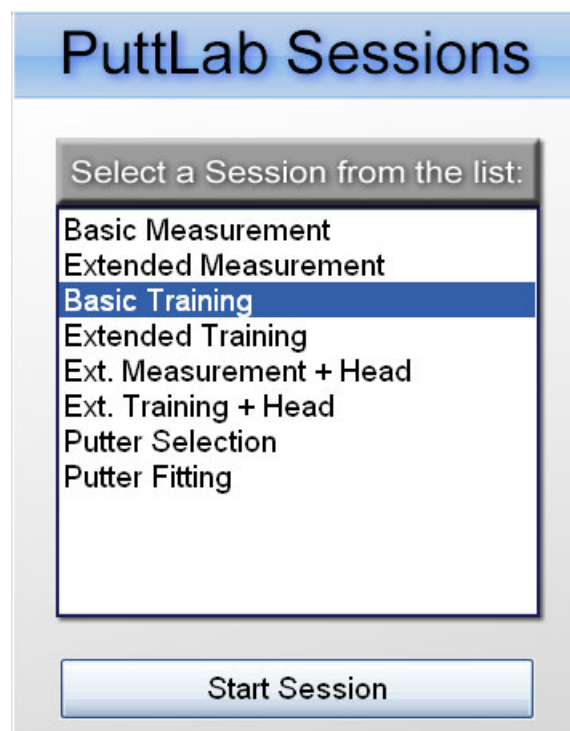 PuttLab Sessions
Select a Session from the list:
Basic Measurement
Extended Measurement
Basic Training
Extended Training
Ext. Measurement + Head
Ext. Training + Head
Putter Selection
Putter Fitting
Start Session